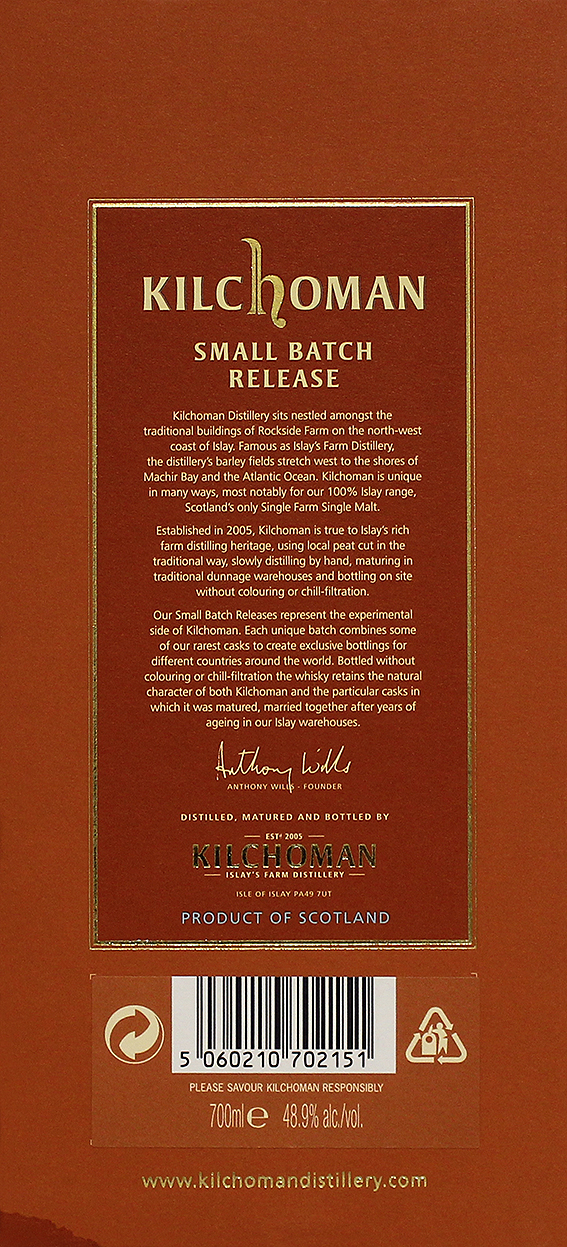 KILCHOMAN
SMALL BATCH
RELEASE
Kilchoman Distillery sits nestled amongst the
traditional buildings of Rockside Farm on the north-west
coast of Islay. Famous as Islay's Farm Distillery,
the distillery's barley fields stretch west to the shores of
Machir Bay and the Atlantic Ocean. Kilchoman is unique
in many ways, most notably for our 100% Islay range,
Scotland's only Single Farm Single Malt.
Established in 2005, Kilchoman is true to Islay's rich
farm distilling heritage, using local peat cut in the
traditional way, slowly distilling by hand, maturing in
traditional dunnage warehouses and bottling on site
without colouring or chill-filtration.
Our Small Batch Releases represent the experimental
side of Kilchoman. Each unique batch combines some
of our rarest casks to create exclusive bottlings for
different countries around the world. Bottled without
colouring or chill-filtration the whisky retains the natural
character of both Kilchoman and the particular casks in
which it was matured, married together after years of
ageing in our Islay warehouses.
Anthony Wills
ANTHONY WILLS - FOUNDER
DISTILLED, MATURED AND BOTTLED BY
ESTᵈ 2005
KILCHOMAN
ISLAY'S FARM DISTILLERY
ISLE OF ISLAY PA49 7UT
PRODUCT OF SCOTLAND
5 060210 702151
PLEASE SAVOUR KILCHOMAN RESPONSIBLY
700ml e 48.9% alc./vol.
www.kilchomandistillery.com